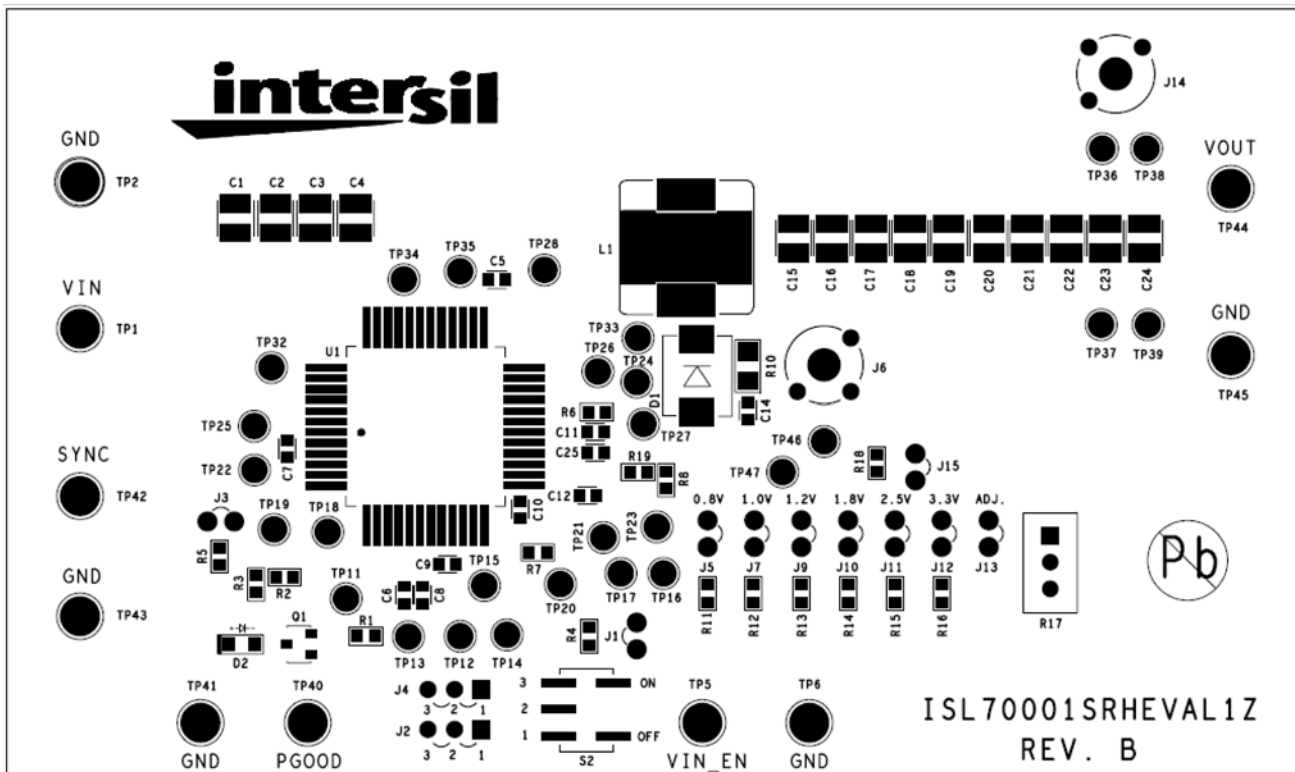 intersil
J14
GND
TP2
VOUT
TP36 TP38
TP44
C1 C2 C3 C4
L1
C15 C16 C17 C18 C19 C20 C21 C22 C23 C24
TP34 TP35 C5 TP28
VIN
TP1
GND
TP45
TP37 TP39
TP33
TP26
TP24
TP32
U1
D1
R10
C14
J6
TP25
TP22
C7
R6
C11
C25
TP27
TP46
TP47
R18
J15
SYNC
TP42
J3
TP19 TP18
C10
C12
R19
R8
TP21 TP23
0.8V 1.0V 1.2V 1.8V 2.5V 3.3V ADJ.
J5 J7 J9 J10 J11 J12 J13
R11 R12 R13 R14 R15 R16
R17
Pb
GND
TP43
R5
R3
R2
TP11
C9
C6
C8
TP15
R7
TP20
TP17 TP16
D2
Q1
R1
TP13 TP12 TP14
R4
J1
TP41
GND
TP40
PGOOD
J4
3 2 1
J2
3 2 1
3 ON
2
1 OFF
S2
TP5
VIN_EN
TP6
GND
ISL70001SRHEVAL1Z
REV. B